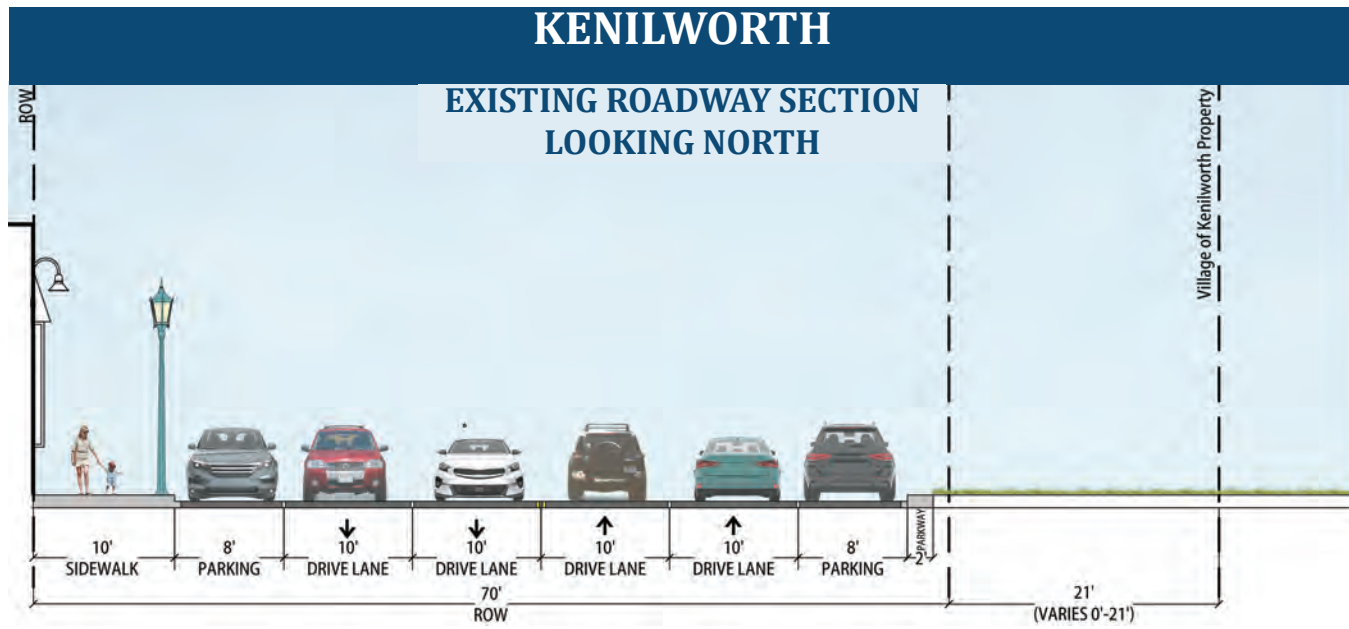 KENILWORTH
EXISTING ROADWAY SECTION
LOOKING NORTH
ROW
Village of Kenilworth Property
10'
SIDEWALK
8'
PARKING
10'
DRIVE LANE
10'
DRIVE LANE
10'
DRIVE LANE
10'
DRIVE LANE
8'
PARKING
2'
PARKWAY
70'
ROW
21'
(VARIES 0'-21')